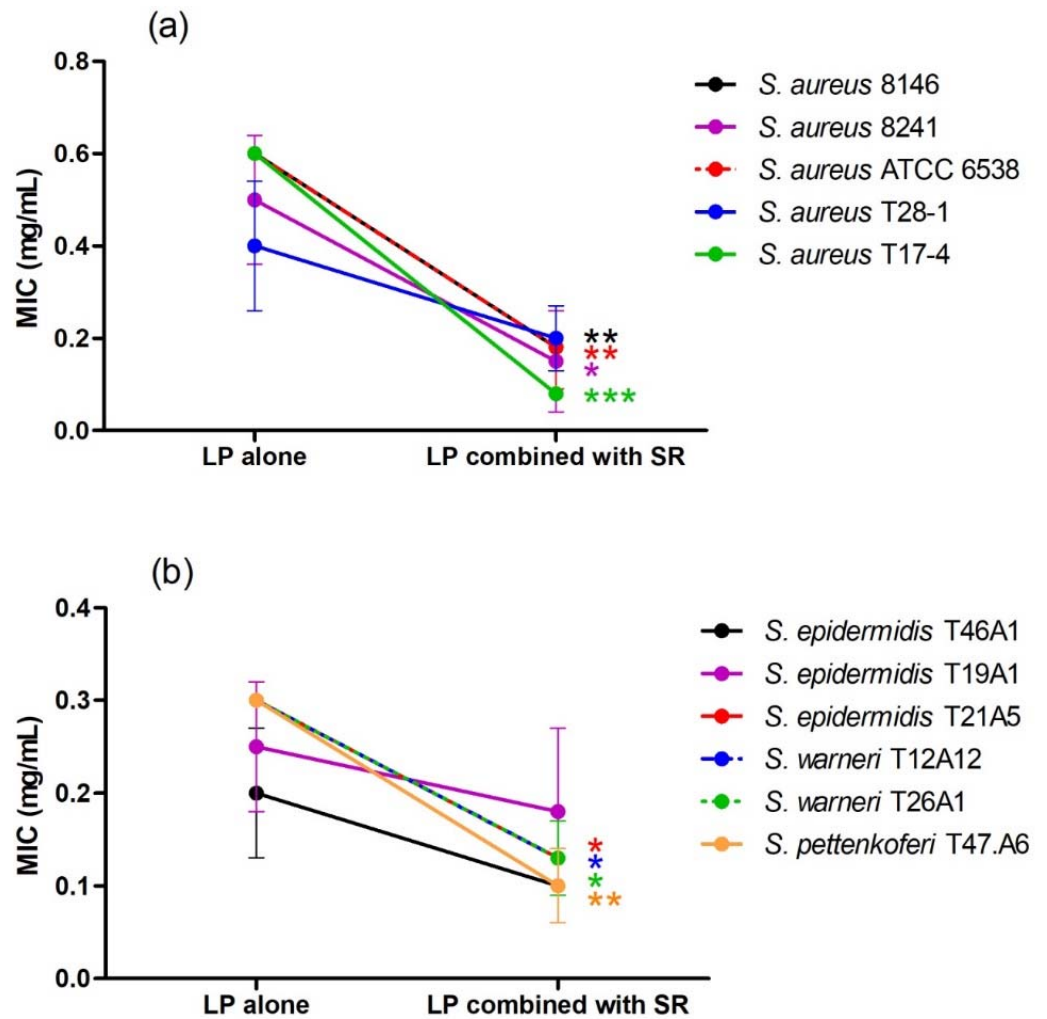 (a)
MIC (mg/mL)
0.8
0.6
0.4
0.2
0.0
LP alone
LP combined with SR
**
**
*
***
S. aureus 8146
S. aureus 8241
S. aureus ATCC 6538
S. aureus T28-1
S. aureus T17-4
(b)
MIC (mg/mL)
0.4
0.3
0.2
0.1
0.0
LP alone
LP combined with SR
*
*
*
**
S. epidermidis T46A1
S. epidermidis T19A1
S. epidermidis T21A5
S. warneri T12A12
S. warneri T26A1
S. pettenkoferi T47.A6